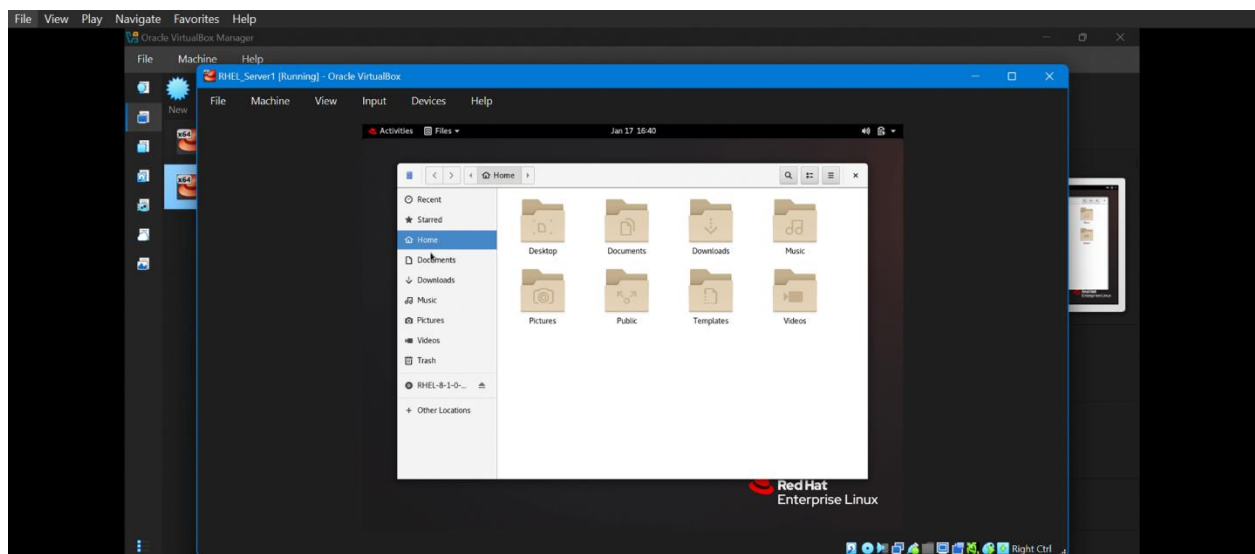 File View Play Navigate Favorites Help
Oracle VirtualBox Manager
File Machine Help
New
x64
x64
RHEL_Server1 [Running] - Oracle VirtualBox
File Machine View Input Devices Help
Activities Files Jan 17 16:40
Home
Recent
Starred
Home
Documents
Downloads
Music
Pictures
Videos
Trash
RHEL-8-1-0-...
+ Other Locations
Desktop Documents Downloads Music
Pictures Public Templates Videos
Red Hat
Enterprise Linux
Right Ctrl